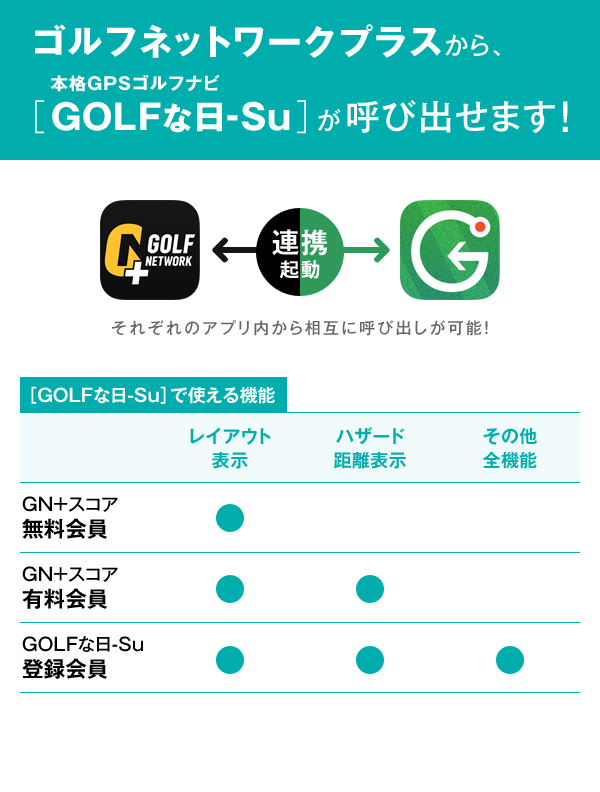 ゴルフネットワークプラスから、
本格GPSゴルフナビ
［GOLFな日-Su］が呼び出せます！
GOLF
NETWORK
連携
起動
それぞれのアプリ内から相互に呼び出しが可能！
［GOLFな日-Su］で使える機能
レイアウト
表示
ハザード
距離表示
その他
全機能
GN＋スコア
無料会員
GN＋スコア
有料会員
GOLFな日-Su
登録会員